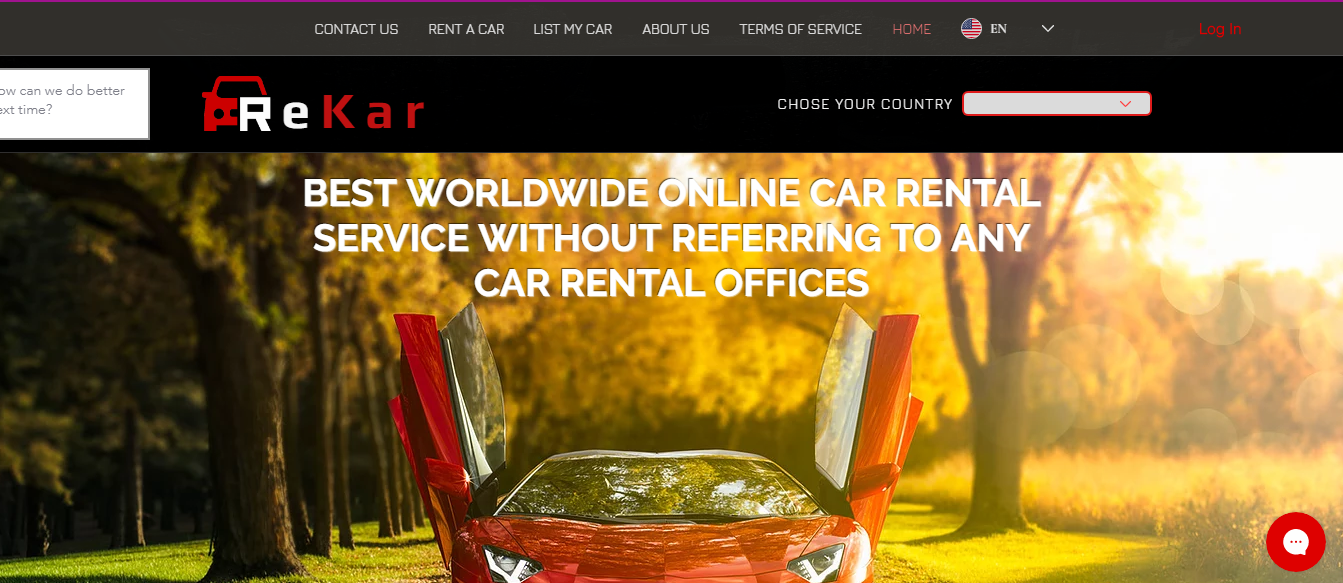 CONTACT US RENT A CAR LIST MY CAR ABOUT US TERMS OF SERVICE HOME EN Log In
ow can we do better
ext time?
ReKar
CHOSE YOUR COUNTRY
BEST WORLDWIDE ONLINE CAR RENTAL
SERVICE WITHOUT REFERRING TO ANY
CAR RENTAL OFFICES